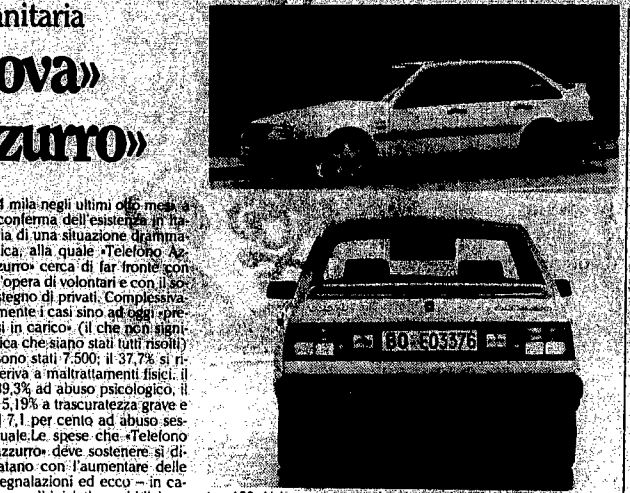 anitaria
ova»
zzurro»
4 mila negli ultimi otto mesi, a
conferma dell'esistenza in Ita-
lia di una situazione dramma-
tica, alla quale «Telefono Az-
zurro» cerca di far fronte con
l'opera di volontari e con il so-
stegno di privati. Complessiva-
mente i casi sino ad oggi «pre-
si in carico» (il che non signi-
fica che siano stati tutti risolti)
sono stati 7.500; il 37,7% si ri-
feriva a maltrattamenti fisici, il
39,3% ad abuso psicologico, il
5,19% a trascuratezza grave e
7,1 per cento ad abuso ses-
suale.Le spese che «Telefono
azzurro» deve sostenere si di-
latano con l'aumentare delle
segnalazioni ed ecco – in ca-
BO E03376